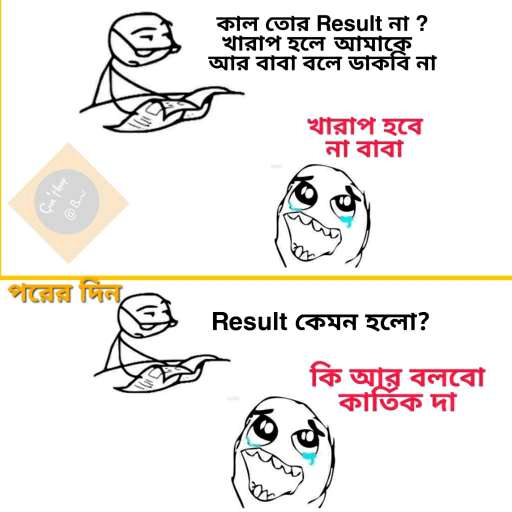 কাল তোর Result না ?
খারাপ হলে আমাকে
আর বাবা বলে ডাকবি না
খারাপ হবে
না বাবা
পরের দিন
Result কেমন হলো?
কি আর বলবো
কার্তিক দা